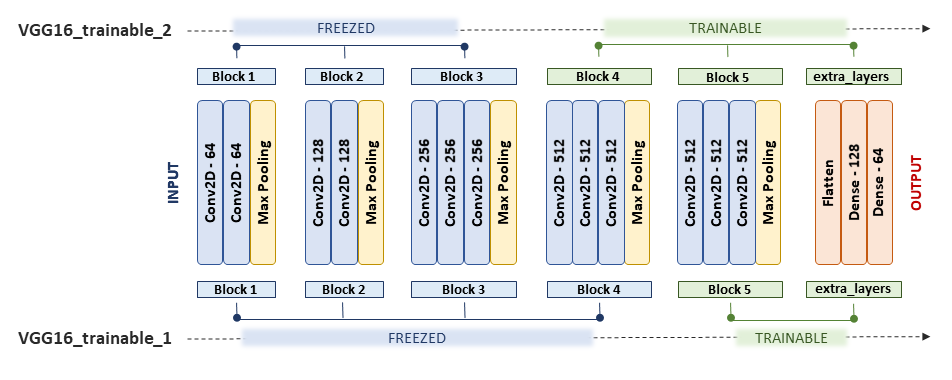 VGG16_trainable_2
FREEZED
TRAINABLE
Block 1
Block 2
Block 3
Block 4
Block 5
extra_layers
INPUT
Conv2D - 64
Conv2D - 64
Max Pooling
Conv2D - 128
Conv2D - 128
Max Pooling
Conv2D - 256
Conv2D - 256
Conv2D - 256
Max Pooling
Conv2D - 512
Conv2D - 512
Conv2D - 512
Max Pooling
Conv2D - 512
Conv2D - 512
Conv2D - 512
Max Pooling
Flatten
Dense - 128
Dense - 64
OUTPUT
Block 1
Block 2
Block 3
Block 4
Block 5
extra_layers
VGG16_trainable_1
FREEZED
TRAINABLE